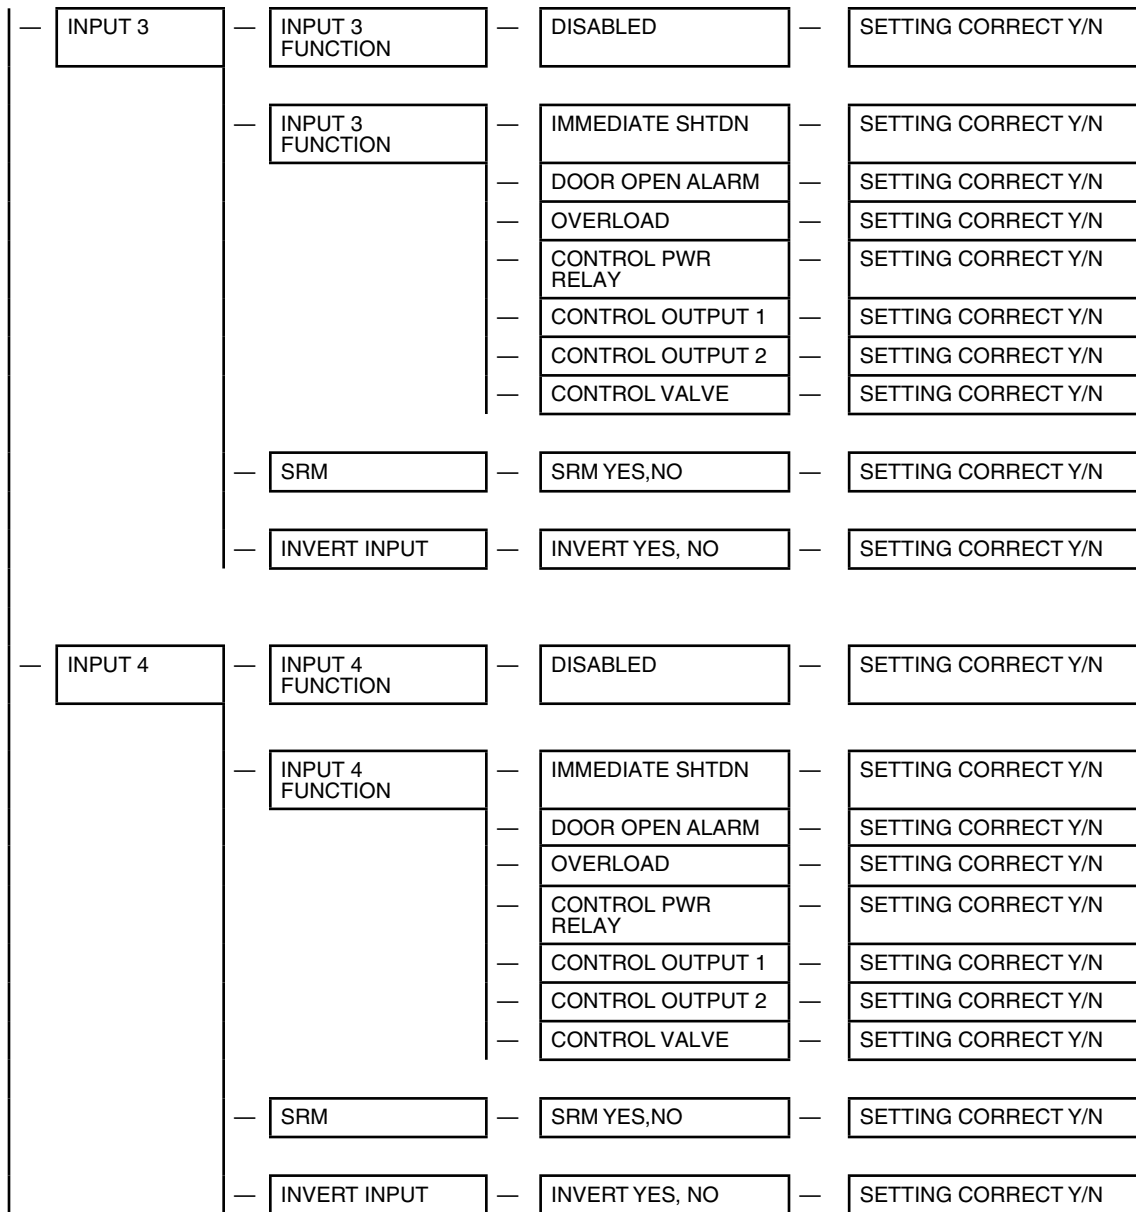 INPUT 3 — INPUT 3 FUNCTION — DISABLED — SETTING CORRECT Y/N
— INPUT 3 FUNCTION — IMMEDIATE SHTDN — SETTING CORRECT Y/N
— DOOR OPEN ALARM — SETTING CORRECT Y/N
— OVERLOAD — SETTING CORRECT Y/N
— CONTROL PWR RELAY — SETTING CORRECT Y/N
— CONTROL OUTPUT 1 — SETTING CORRECT Y/N
— CONTROL OUTPUT 2 — SETTING CORRECT Y/N
— CONTROL VALVE — SETTING CORRECT Y/N
— SRM — SRM YES,NO — SETTING CORRECT Y/N
— INVERT INPUT — INVERT YES, NO — SETTING CORRECT Y/N
— INPUT 4 — INPUT 4 FUNCTION — DISABLED — SETTING CORRECT Y/N
— INPUT 4 FUNCTION — IMMEDIATE SHTDN — SETTING CORRECT Y/N
— DOOR OPEN ALARM — SETTING CORRECT Y/N
— OVERLOAD — SETTING CORRECT Y/N
— CONTROL PWR RELAY — SETTING CORRECT Y/N
— CONTROL OUTPUT 1 — SETTING CORRECT Y/N
— CONTROL OUTPUT 2 — SETTING CORRECT Y/N
— CONTROL VALVE — SETTING CORRECT Y/N
— SRM — SRM YES,NO — SETTING CORRECT Y/N
— INVERT INPUT — INVERT YES, NO — SETTING CORRECT Y/N